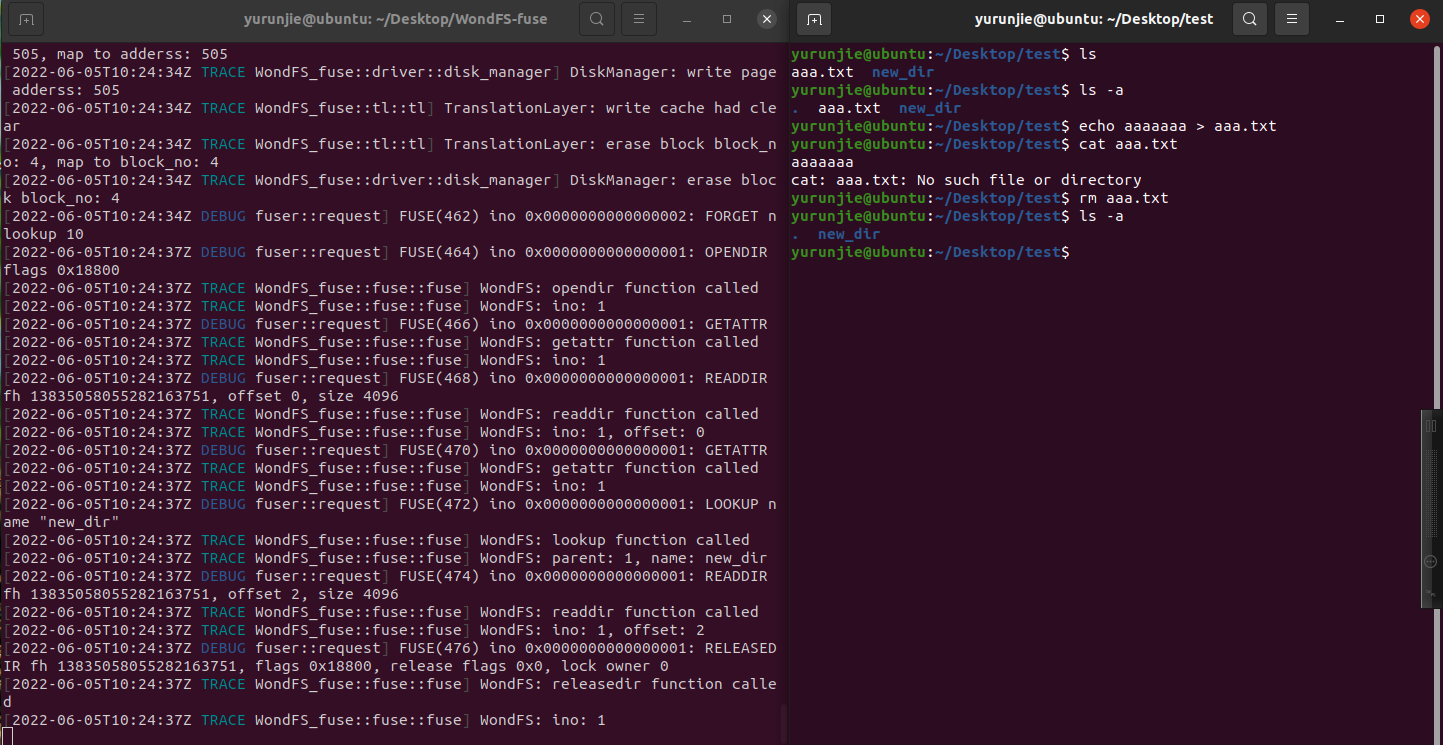 yurunjie@ubuntu: ~/Desktop/WondFS-fuse
 505, map to adderss: 505
[2022-06-05T10:24:34Z TRACE WondFS_fuse::driver::disk_manager] DiskManager: write page
 adderss: 505
[2022-06-05T10:24:34Z TRACE WondFS_fuse::tl::tl] TranslationLayer: write cache had cle
ar
[2022-06-05T10:24:34Z TRACE WondFS_fuse::tl::tl] TranslationLayer: erase block block_n
o: 4, map to block_no: 4
[2022-06-05T10:24:34Z TRACE WondFS_fuse::driver::disk_manager] DiskManager: erase bloc
k block_no: 4
[2022-06-05T10:24:34Z DEBUG fuser::request] FUSE(462) ino 0x0000000000000002: FORGET n
lookup 10
[2022-06-05T10:24:37Z DEBUG fuser::request] FUSE(464) ino 0x0000000000000001: OPENDIR
flags 0x18800
[2022-06-05T10:24:37Z TRACE WondFS_fuse::fuse::fuse] WondFS: opendir function called
[2022-06-05T10:24:37Z TRACE WondFS_fuse::fuse::fuse] WondFS: ino: 1
[2022-06-05T10:24:37Z DEBUG fuser::request] FUSE(466) ino 0x0000000000000001: GETATTR
[2022-06-05T10:24:37Z TRACE WondFS_fuse::fuse::fuse] WondFS: getattr function called
[2022-06-05T10:24:37Z TRACE WondFS_fuse::fuse::fuse] WondFS: ino: 1
[2022-06-05T10:24:37Z DEBUG fuser::request] FUSE(468) ino 0x0000000000000001: READDIR
fh 13835058055282163751, offset 0, size 4096
[2022-06-05T10:24:37Z TRACE WondFS_fuse::fuse::fuse] WondFS: readdir function called
[2022-06-05T10:24:37Z TRACE WondFS_fuse::fuse::fuse] WondFS: ino: 1, offset: 0
[2022-06-05T10:24:37Z DEBUG fuser::request] FUSE(470) ino 0x0000000000000001: GETATTR
[2022-06-05T10:24:37Z TRACE WondFS_fuse::fuse::fuse] WondFS: getattr function called
[2022-06-05T10:24:37Z TRACE WondFS_fuse::fuse::fuse] WondFS: ino: 1
[2022-06-05T10:24:37Z DEBUG fuser::request] FUSE(472) ino 0x0000000000000001: LOOKUP n
ame "new_dir"
[2022-06-05T10:24:37Z TRACE WondFS_fuse::fuse::fuse] WondFS: lookup function called
[2022-06-05T10:24:37Z TRACE WondFS_fuse::fuse::fuse] WondFS: parent: 1, name: new_dir
[2022-06-05T10:24:37Z DEBUG fuser::request] FUSE(474) ino 0x0000000000000001: READDIR
fh 13835058055282163751, offset 2, size 4096
[2022-06-05T10:24:37Z TRACE WondFS_fuse::fuse::fuse] WondFS: readdir function called
[2022-06-05T10:24:37Z TRACE WondFS_fuse::fuse::fuse] WondFS: ino: 1, offset: 2
[2022-06-05T10:24:37Z DEBUG fuser::request] FUSE(476) ino 0x0000000000000001: RELEASED
IR fh 13835058055282163751, flags 0x18800, release flags 0x0, lock owner 0
[2022-06-05T10:24:37Z TRACE WondFS_fuse::fuse::fuse] WondFS: releasedir function calle
d
[2022-06-05T10:24:37Z TRACE WondFS_fuse::fuse::fuse] WondFS: ino: 1
yurunjie@ubuntu: ~/Desktop/test
yurunjie@ubuntu:~/Desktop/test$ ls
aaa.txt  new_dir
yurunjie@ubuntu:~/Desktop/test$ ls -a
.  aaa.txt  new_dir
yurunjie@ubuntu:~/Desktop/test$ echo aaaaaaa > aaa.txt
yurunjie@ubuntu:~/Desktop/test$ cat aaa.txt
aaaaaaa
cat: aaa.txt: No such file or directory
yurunjie@ubuntu:~/Desktop/test$ rm aaa.txt
yurunjie@ubuntu:~/Desktop/test$ ls -a
.  new_dir
yurunjie@ubuntu:~/Desktop/test$